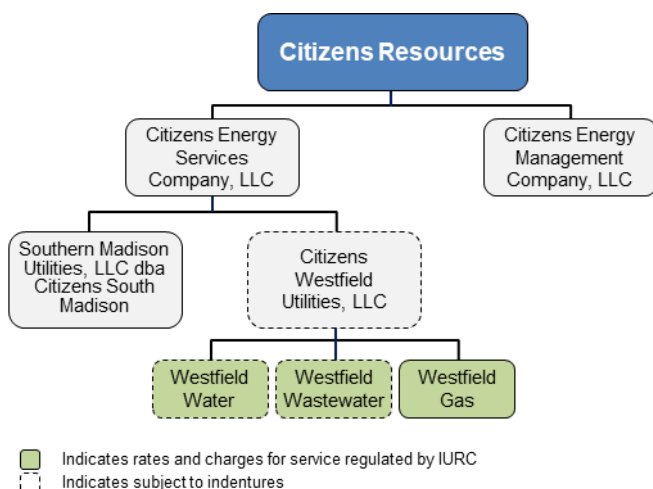 Citizens Resources
Citizens Energy
Services
Company, LLC
Citizens Energy
Management
Company, LLC
Southern Madison
Utilities, LLC dba
Citizens South
Madison
Citizens
Westfield
Utilities, LLC
Westfield
Water
Westfield
Wastewater
Westfield
Gas
Indicates rates and charges for service regulated by IURC
Indicates subject to indentures